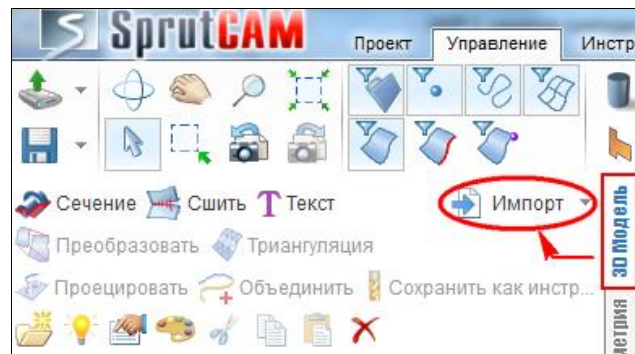 SprutCAM
Проект Управление Инстр
Сечение Сшить Текст Импорт
Преобразовать Триангуляция
Проецировать Объединить Сохранить как инстр...
3D Модель
метрия